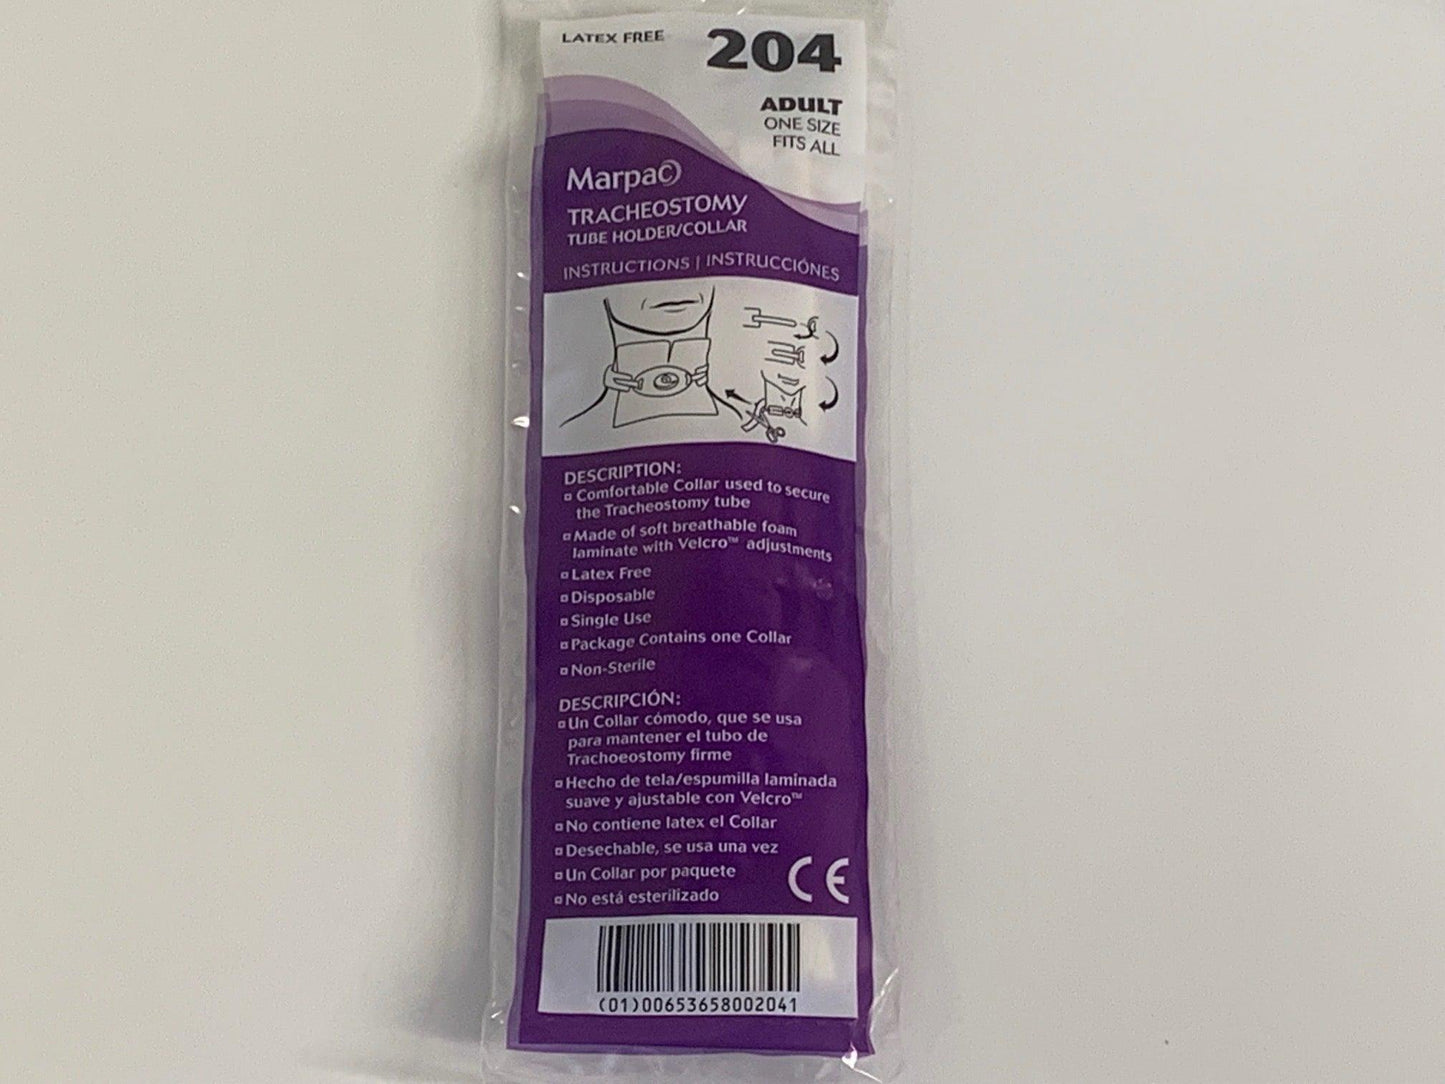 LATEX FREE
204
ADULT
ONE SIZE
FITS ALL
Marpac
TRACHEOSTOMY
TUBE HOLDER/COLLAR
INSTRUCTIONS | INSTRUCCIÓNES
DESCRIPTION:
▫ Comfortable Collar used to secure
the Tracheostomy tube
▫ Made of soft breathable foam
laminate with Velcro™ adjustments
▫ Latex Free
▫ Disposable
▫ Single Use
▫ Package Contains one Collar
▫ Non-Sterile
DESCRIPCIÓN:
▫ Un Collar cómodo, que se usa
para mantener el tubo de
Trachoeostomy firme
▫ Hecho de tela/espumilla laminada
suave y ajustable con Velcro™
▫ No contiene latex el Collar
▫ Desechable, se usa una vez
▫ Un Collar por paquete
▫ No está esterilizado
CE
(01)00653658002041